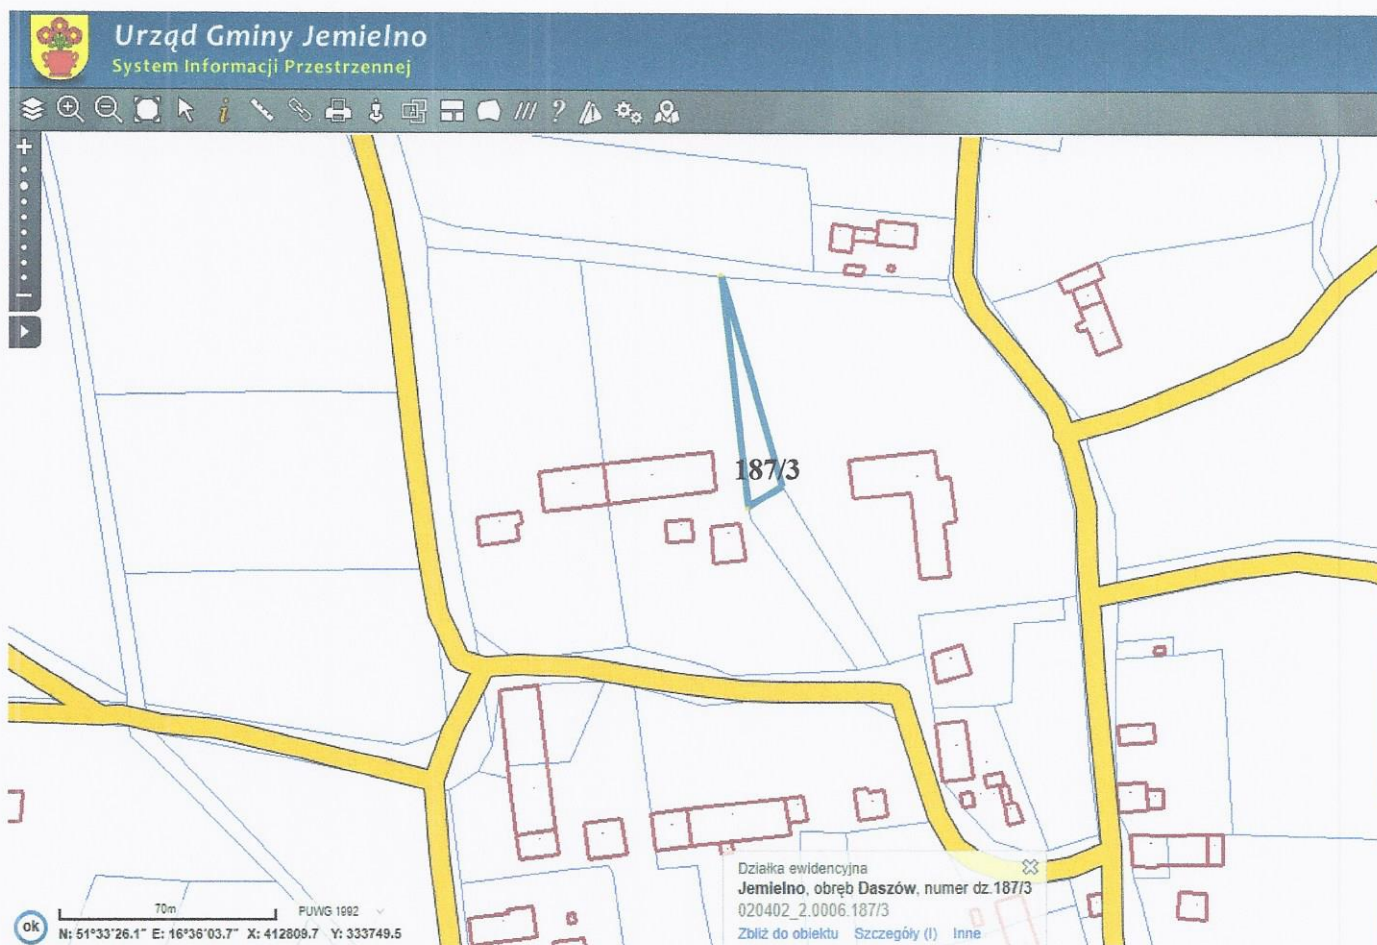 Urząd Gminy Jemielno
System Informacji Przestrzennej
187/3
Działka ewidencyjna
Jemielno, obręb Daszów, numer dz.187/3
020402_2.0006.187/3
Zbliż do obiektu Szczegóły (I) Inne
70m PUWG 1992
ok N: 51°33'26.1" E: 16°36'03.7" X: 412809.7 Y: 333749.5